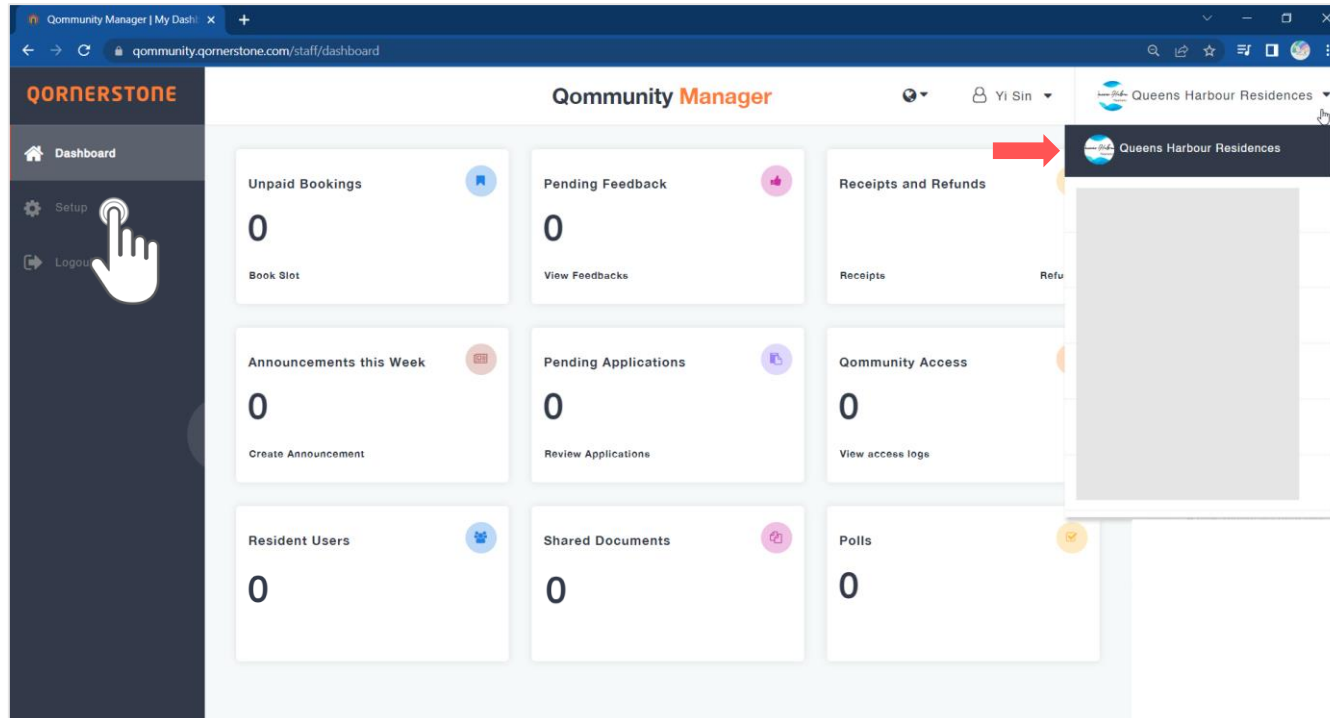 Qommunity Manager | My Dashb
qommunity.qornerstone.com/staff/dashboard
QORNERSTONE
Qommunity Manager
Yi Sin
Queens Harbour Residences
Queens Harbour Residences
Dashboard
Setup
Logout
Unpaid Bookings
0
Book Slot
Pending Feedback
0
View Feedbacks
Receipts and Refunds
Receipts
Refu
Announcements this Week
0
Create Announcement
Pending Applications
0
Review Applications
Qommunity Access
0
View access logs
Resident Users
0
Shared Documents
0
Polls
0